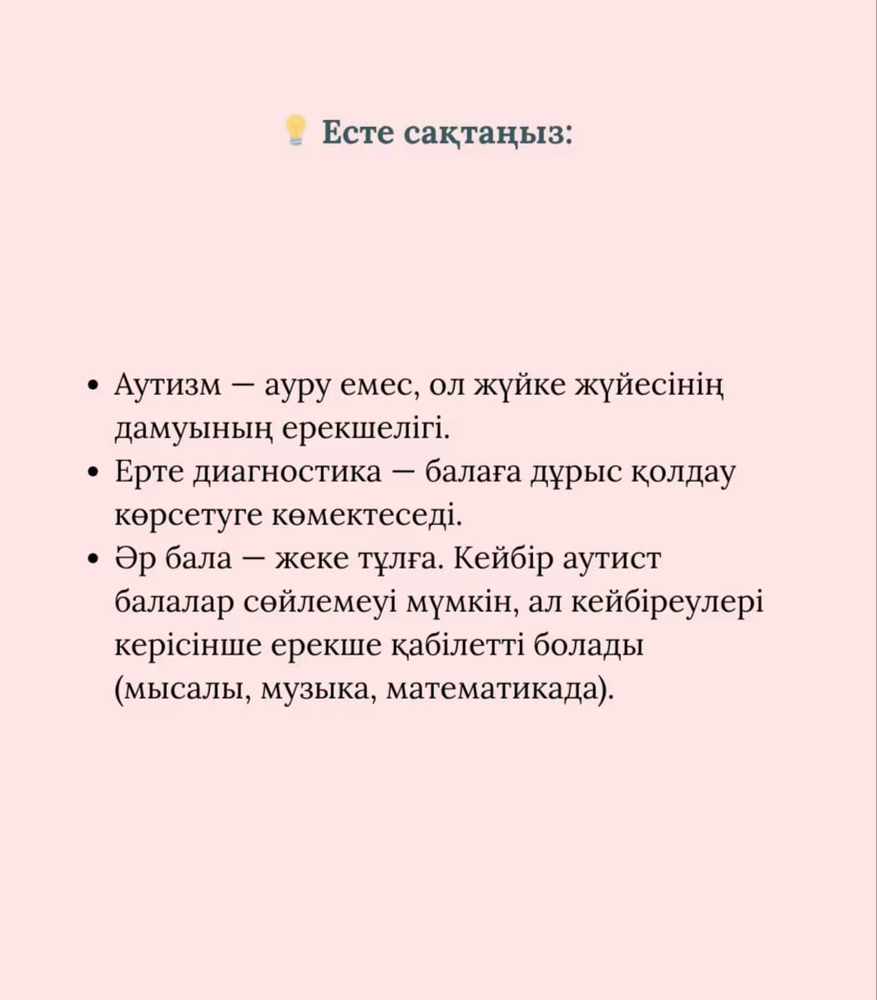 💡 Есте сақтаңыз:
• Аутизм — ауру емес, ол жүйке жүйесінің
дамуының ерекшелігі.
• Ерте диагностика — балаға дұрыс қолдау
көрсетуге көмектеседі.
• Әр бала — жеке тұлға. Кейбір аутист
балалар сөйлемеуі мүмкін, ал кейбіреулері
керісінше ерекше қабілетті болады
(мысалы, музыка, математикада).